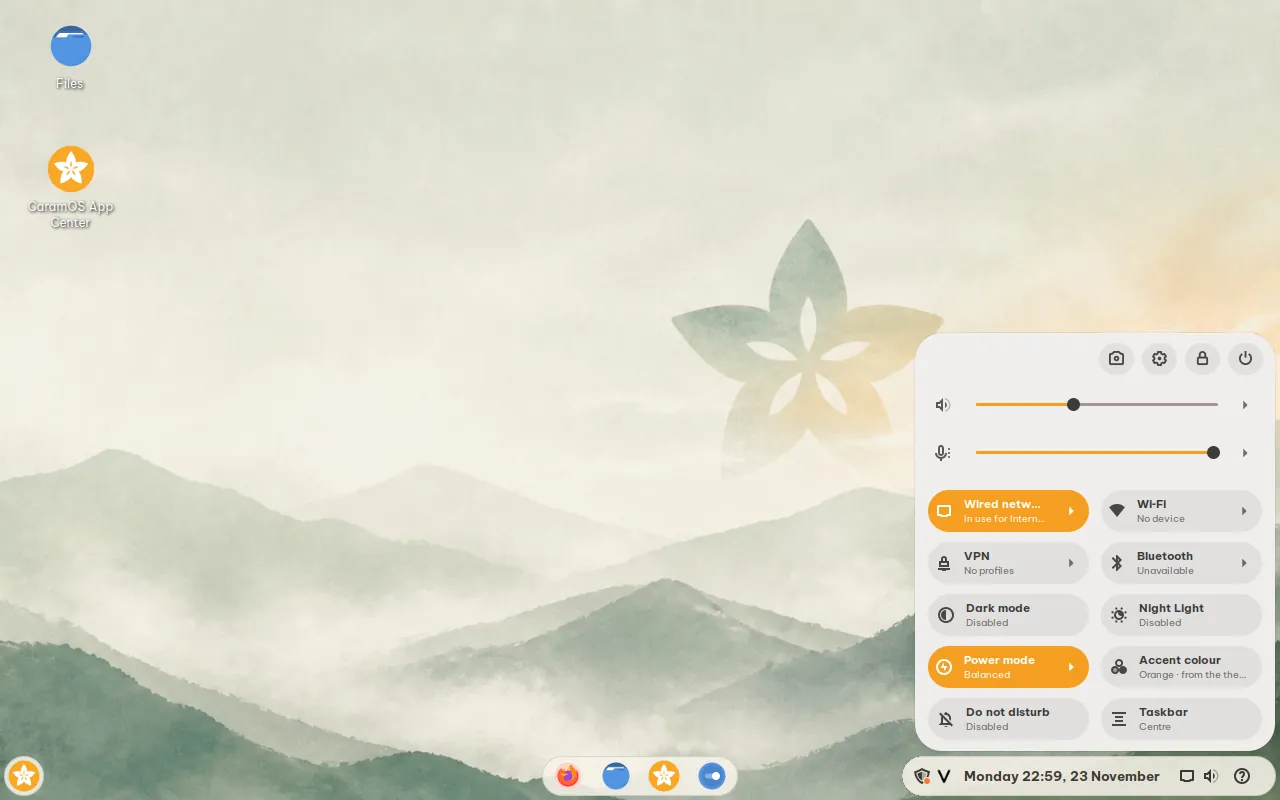 Files
CaramOS App
Center
Wired netw...
In use for Intern...
Wi-Fi
No device
VPN
No profiles
Bluetooth
Unavailable
Dark mode
Disabled
Night Light
Disabled
Power mode
Balanced
Accent colour
Orange · from the the...
Do not disturb
Disabled
Taskbar
Centre
Monday 22:59, 23 November